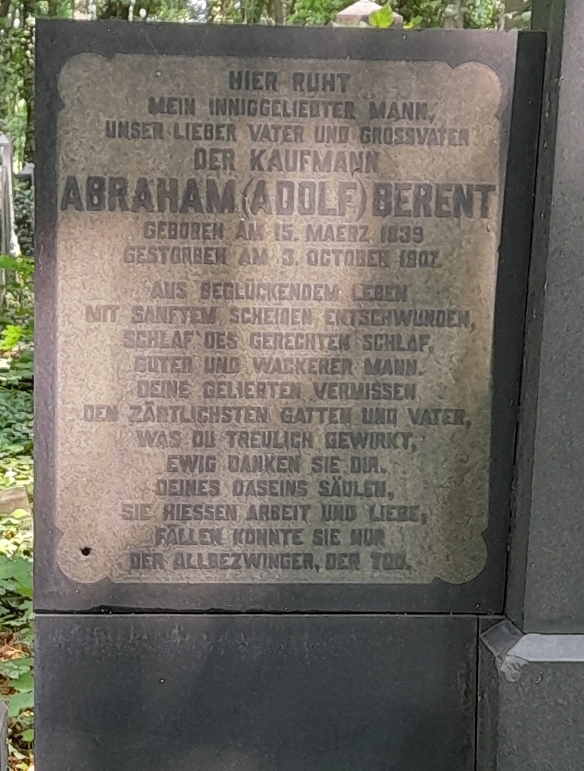 HIER RUHT
MEIN INNIGGELIEBTER MANN,
UNSER LIEBER VATER UND GROSSVATER
DER KAUFMANN
ABRAHAM (ADOLF) BERENT
GEBOREN AM 15. MAERZ 1839
GESTORBEN AM 3. OCTOBER 1907.
AUS BEGLÜCKENDEM LEBEN
MIT SANFTEM SCHEIDEN ENTSCHWUNDEN,
SCHLAF DES GERECHTEN SCHLAF,
GUTER UND WACKERER MANN.
DEINE GELIEBTEN VERMISSEN
DEN ZÄRTLICHSTEN GATTEN UND VATER,
WAS DU TREULICH GEWIRKT,
EWIG DANKEN SIE DIR.
DEINES DASEINS SÄULEN,
SIE HIESSEN ARBEIT UND LIEBE,
FÄLLEN KONNTE SIE NUR
DER ALLBEZWINGER, DER TOD.